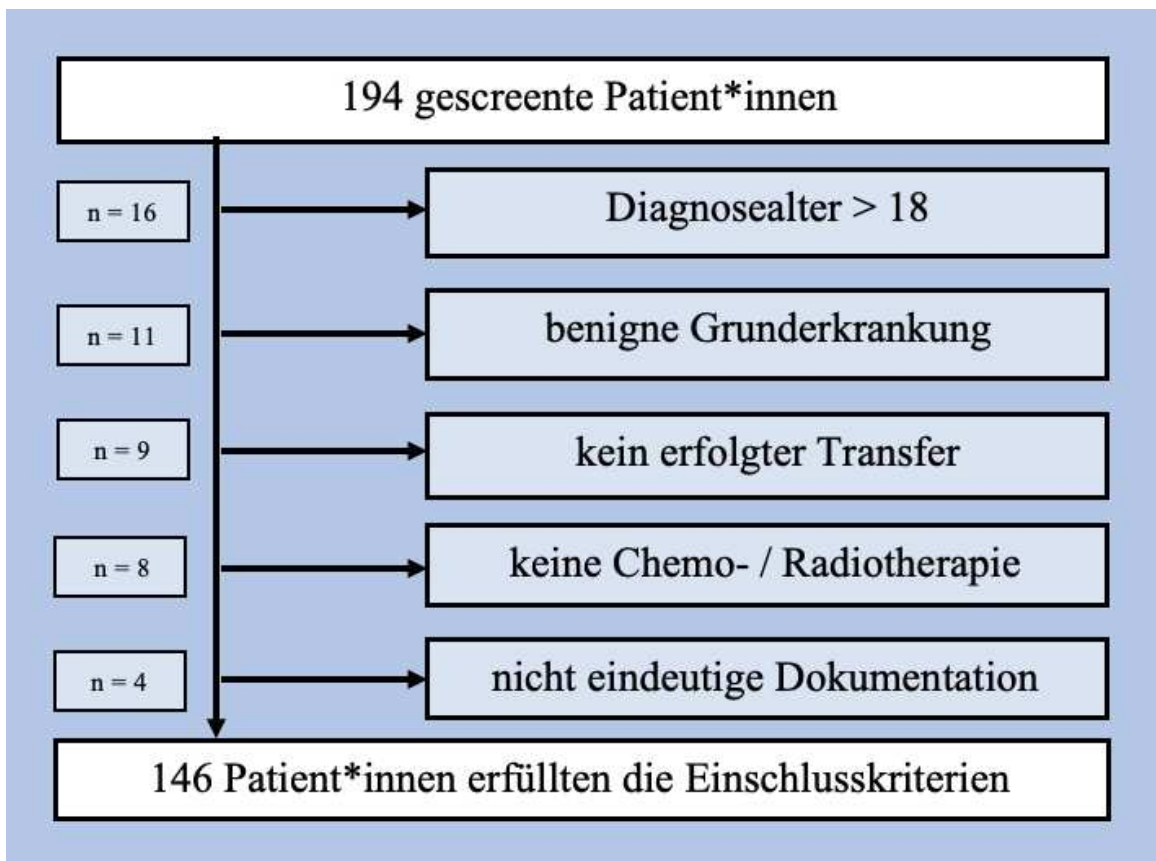 194 gescreente Patient*innen
n = 16
Diagnosealter > 18
n = 11
benigne Grunderkrankung
n = 9
kein erfolgter Transfer
n = 8
keine Chemo- / Radiotherapie
n = 4
nicht eindeutige Dokumentation
146 Patient*innen erfüllten die Einschlusskriterien